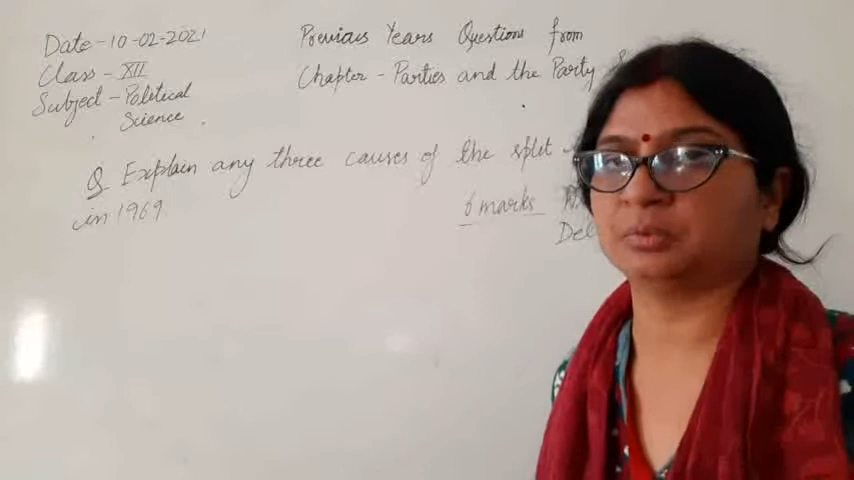 Date-10-02-2021
Class - XII
Subject - Political
Science
Previous Years Questions from
Chapter - Parties and the Party
Q Explain any three causes of the split
in 1969
6 marks
Del